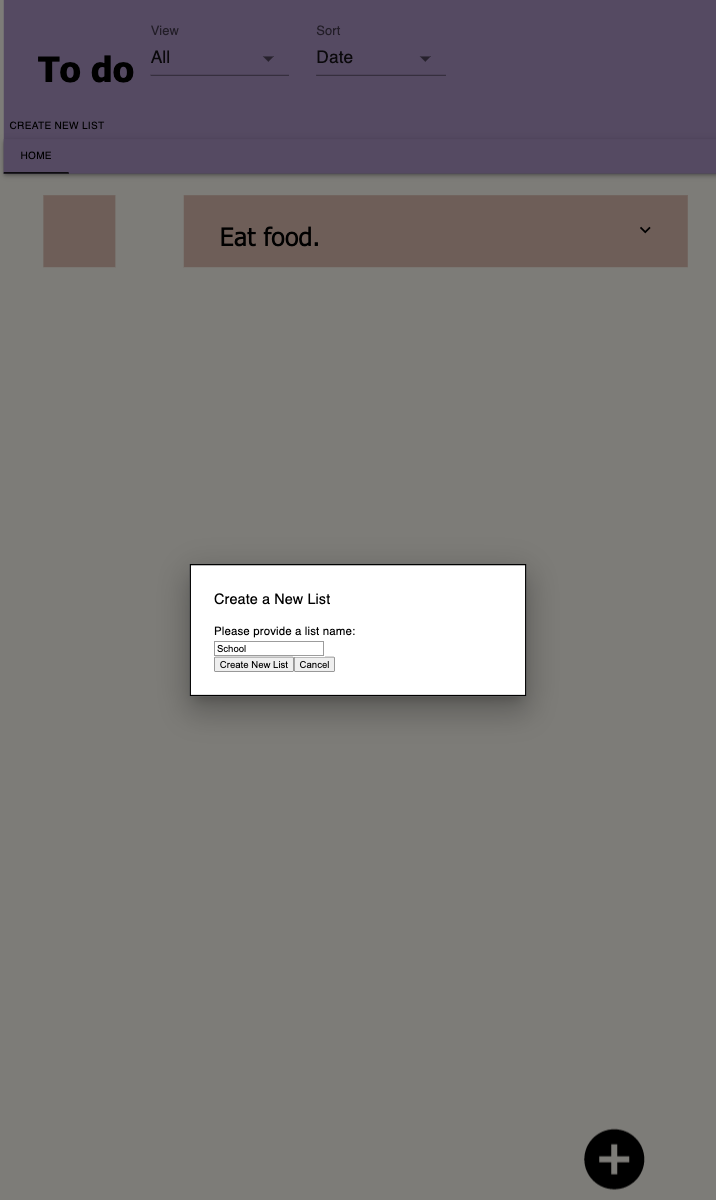 View
Sort
To do
All
Date
CREATE NEW LIST
HOME
Eat food.
Create a New List
Please provide a list name:
School
Create New List Cancel